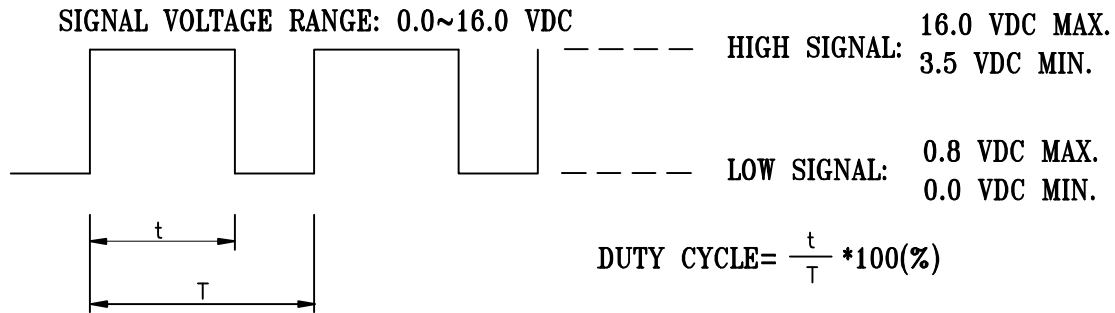 SIGNAL VOLTAGE RANGE: 0.0~16.0 VDC
HIGH SIGNAL: 16.0 VDC MAX.
3.5 VDC MIN.
LOW SIGNAL: 0.8 VDC MAX.
0.0 VDC MIN.
t
T
DUTY CYCLE= t/T *100(%)